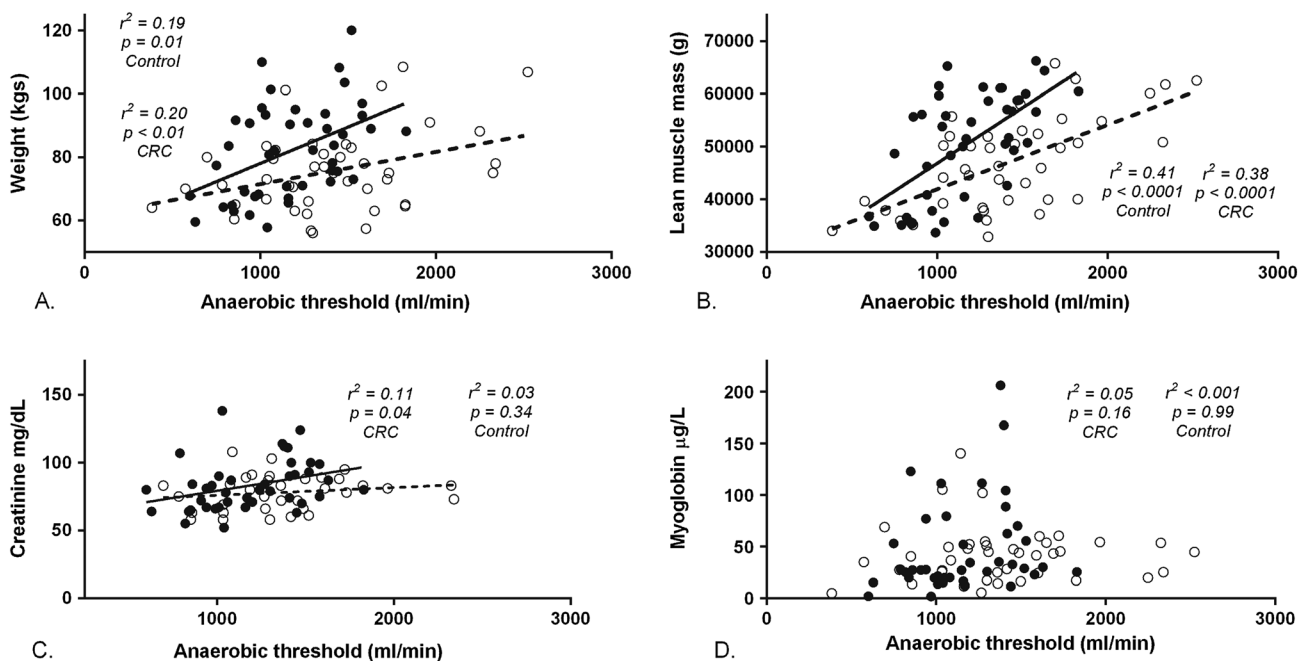 r² = 0.19
p = 0.01
Control
r² = 0.20
p < 0.01
CRC
120
100
80
60
Weight (kgs)
0 1000 2000 3000
Anaerobic threshold (ml/min)
A.
70000
60000
50000
40000
30000
Lean muscle mass (g)
r² = 0.41 r² = 0.38
p < 0.0001 p < 0.0001
Control CRC
0 1000 2000 3000
Anaerobic threshold (ml/min)
B.
150
100
50
0
Creatinine mg/dL
r² = 0.11 r² = 0.03
p = 0.04 p = 0.34
CRC Control
1000 2000 3000
Anaerobic threshold (ml/min)
C.
200
150
100
50
0
Myoglobin μg/L
r² = 0.05 r² < 0.001
p = 0.16 p = 0.99
CRC Control
0 1000 2000 3000
Anaerobic threshold (ml/min)
D.